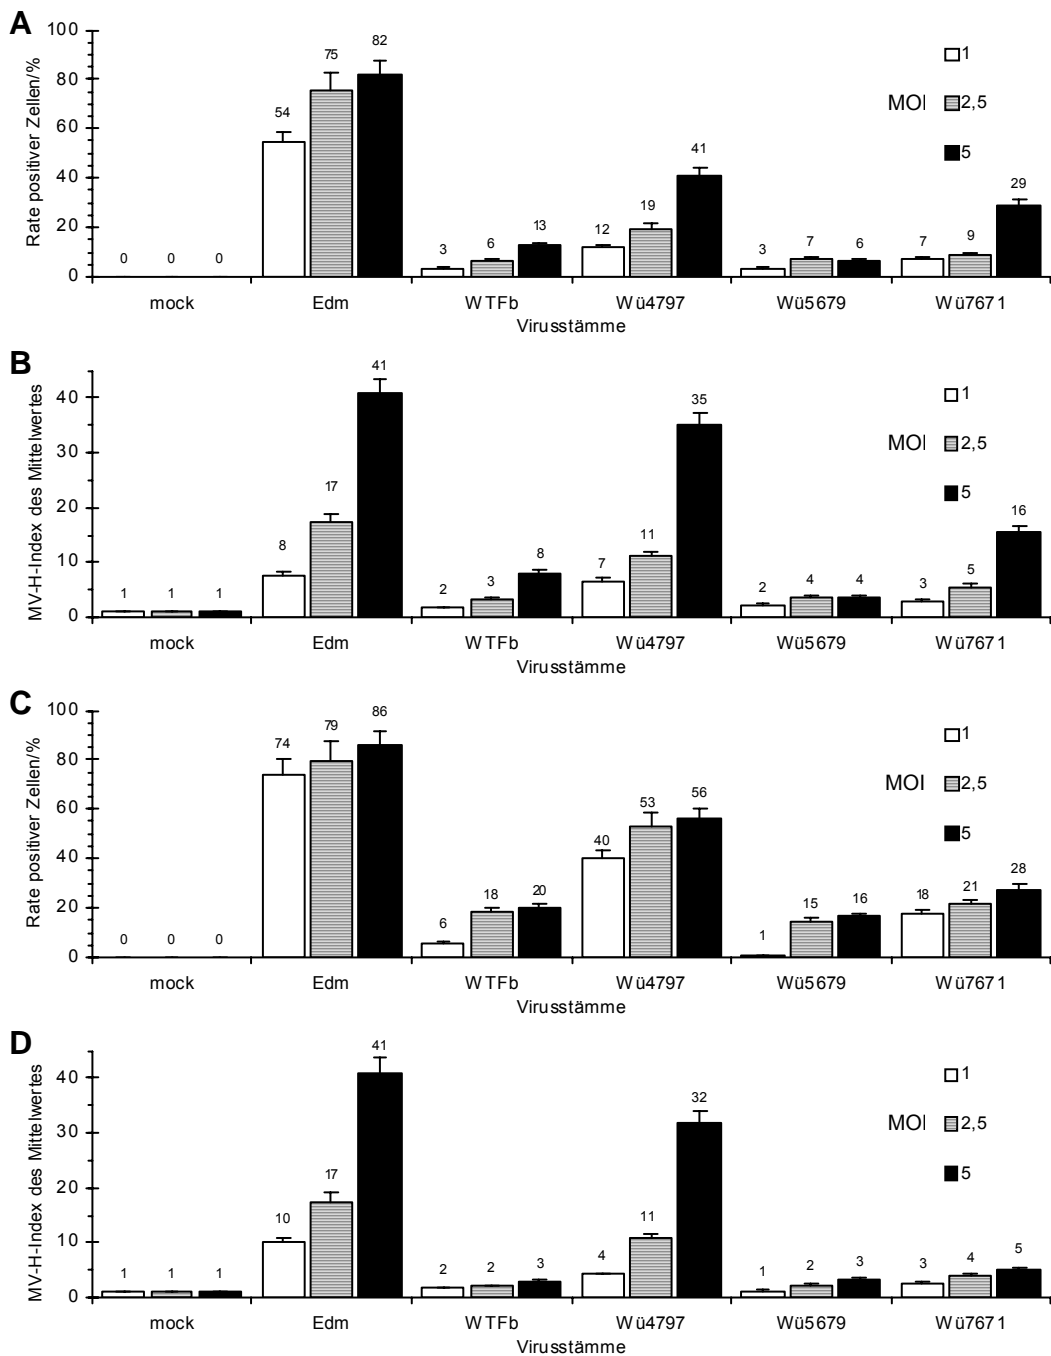 A
Rate positiver Zellen/%
100
80
60
40
20
0
0 0 0
54 75 82
3 6 13
12 19 41
3 7 6
7 9 29
MOI
1
2,5
5
mock Edm WTFb Wü4797 Wü5679 Wü7671
Virusstämme
B
MV-H-Index des Mittelwertes
40
30
20
10
0
1 1 1
8 17 41
2 3 8
7 11 35
2 4 4
3 5 16
MOI
1
2,5
5
mock Edm WTFb Wü4797 Wü5679 Wü7671
Virusstämme
C
Rate positiver Zellen/%
100
80
60
40
20
0
0 0 0
74 79 86
6 18 20
40 53 56
1 15 16
18 21 28
MOI
1
2,5
5
mock Edm WTFb Wü4797 Wü5679 Wü7671
Virusstämme
D
MV-H-Index des Mittelwertes
40
30
20
10
0
1 1 1
10 17 41
2 2 3
4 11 32
1 2 3
3 4 5
MOI
1
2,5
5
mock Edm WTFb Wü4797 Wü5679 Wü7671
Virusstämme